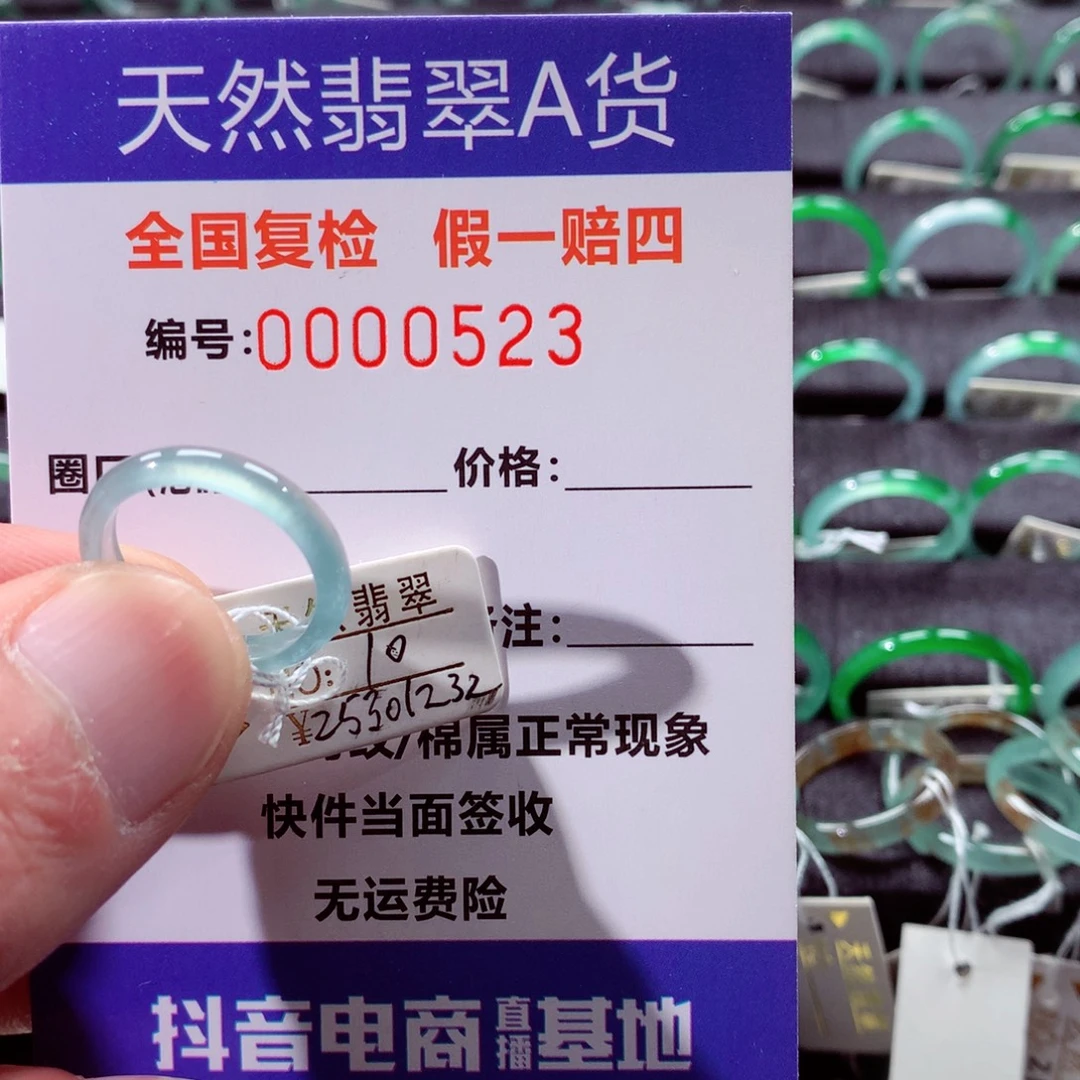 天然翡翠A货
全国复检 假一赔四
编号:0000523
圈 价格:
翡翠
注:
10
¥25301232
纹/棉属正常现象
快件当面签收
无运费险
抖音电商直播基地